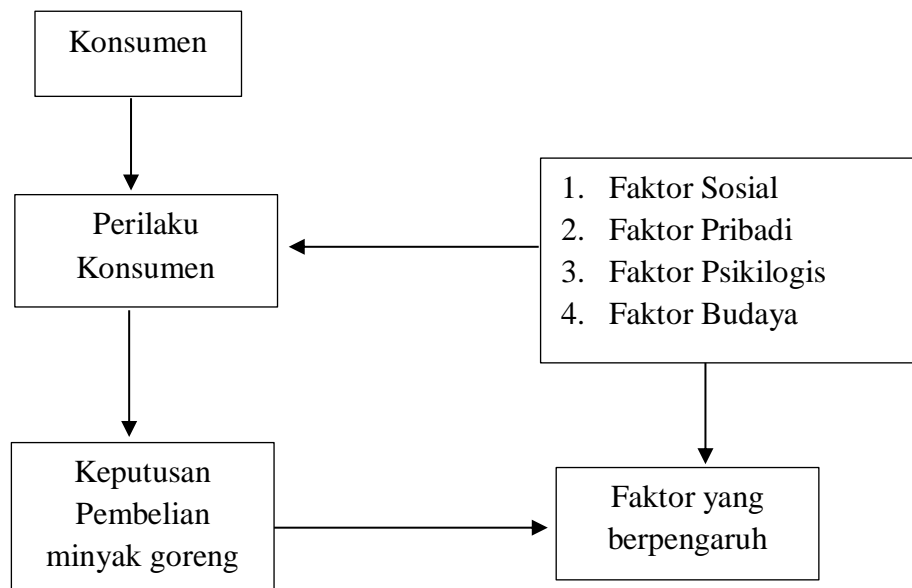 Konsumen
Perilaku
Konsumen
1. Faktor Sosial
2. Faktor Pribadi
3. Faktor Psikilogis
4. Faktor Budaya
Keputusan
Pembelian
minyak goreng
Faktor yang
berpengaruh